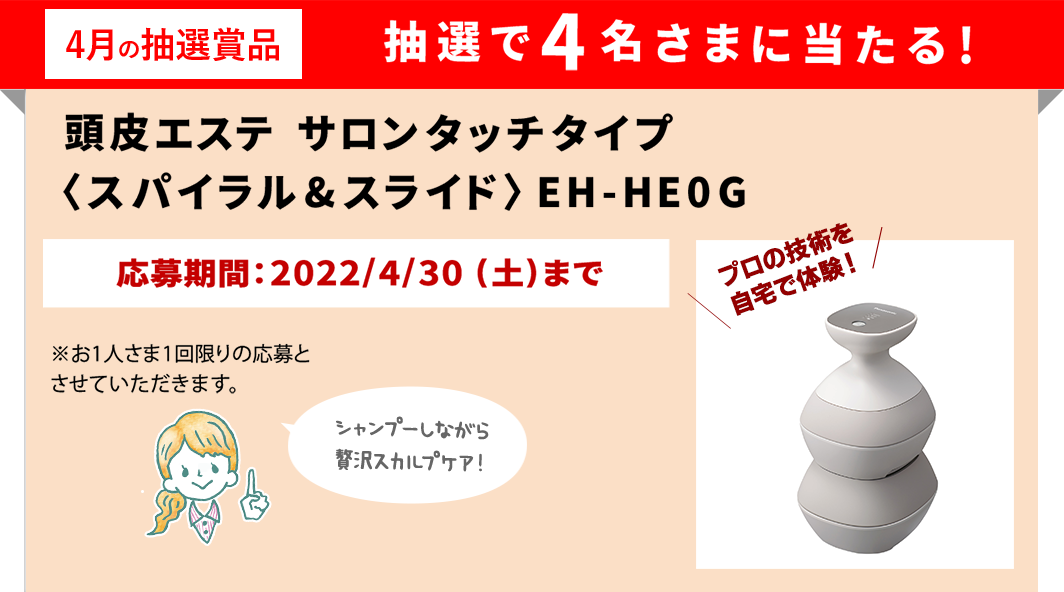 4月の抽選賞品
抽選で4名さまに当たる!
頭皮エステ サロンタッチタイプ
〈スパイラル&スライド〉EH-HE0G
応募期間：2022/4/30 (土)まで
プロの技術を
自宅で体験!
※お1人さま1回限りの応募と
させていただきます。
シャンプーしながら
贅沢スカルプケア!